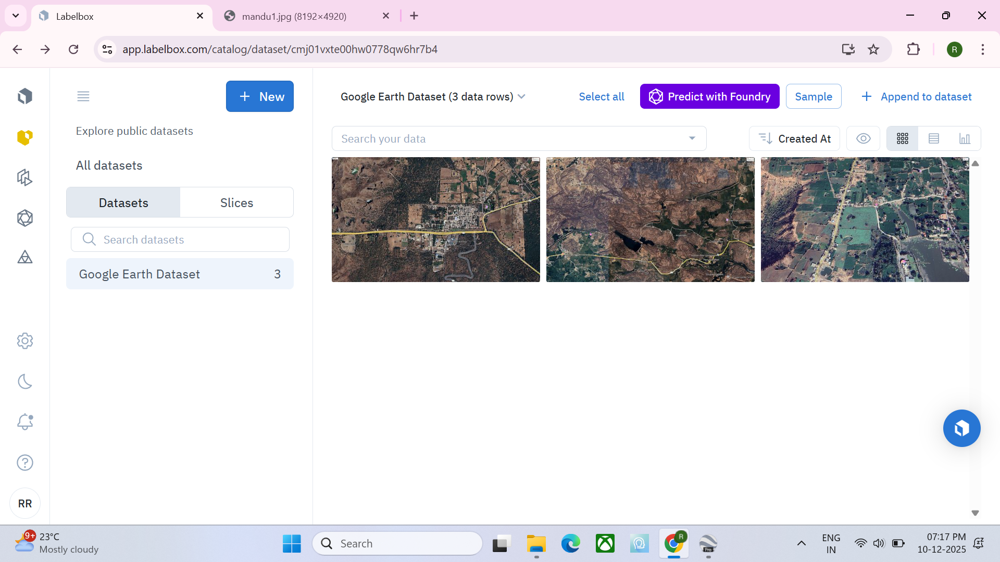 Labelbox
mandu1.jpg (8192×4920)
app.labelbox.com/catalog/dataset/cmj01vxte00hw0778qw6hr7b4
R
New
Explore public datasets
All datasets
Datasets
Slices
Search datasets
Google Earth Dataset 3
RR
Google Earth Dataset (3 data rows)
Select all
Predict with Foundry
Sample
Append to dataset
Search your data
Created At
9+
23°C
Mostly cloudy
Search
R
Pro
ENG
IN
07:17 PM
10-12-2025